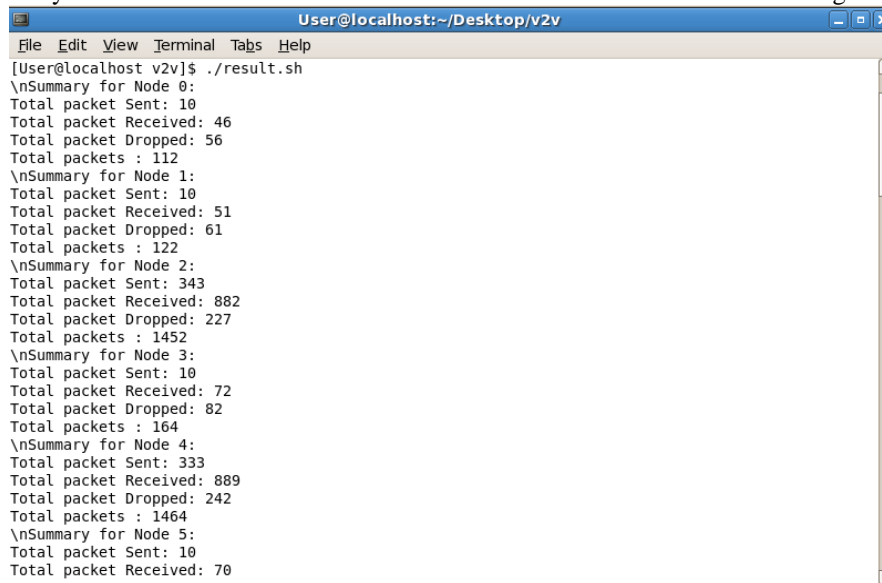 User@localhost:~/Desktop/v2v
File Edit View Terminal Tabs Help
[User@localhost v2v]$ ./result.sh
\nSummary for Node 0:
Total packet Sent: 10
Total packet Received: 46
Total packet Dropped: 56
Total packets : 112
\nSummary for Node 1:
Total packet Sent: 10
Total packet Received: 51
Total packet Dropped: 61
Total packets : 122
\nSummary for Node 2:
Total packet Sent: 343
Total packet Received: 882
Total packet Dropped: 227
Total packets : 1452
\nSummary for Node 3:
Total packet Sent: 10
Total packet Received: 72
Total packet Dropped: 82
Total packets : 164
\nSummary for Node 4:
Total packet Sent: 333
Total packet Received: 889
Total packet Dropped: 242
Total packets : 1464
\nSummary for Node 5:
Total packet Sent: 10
Total packet Received: 70